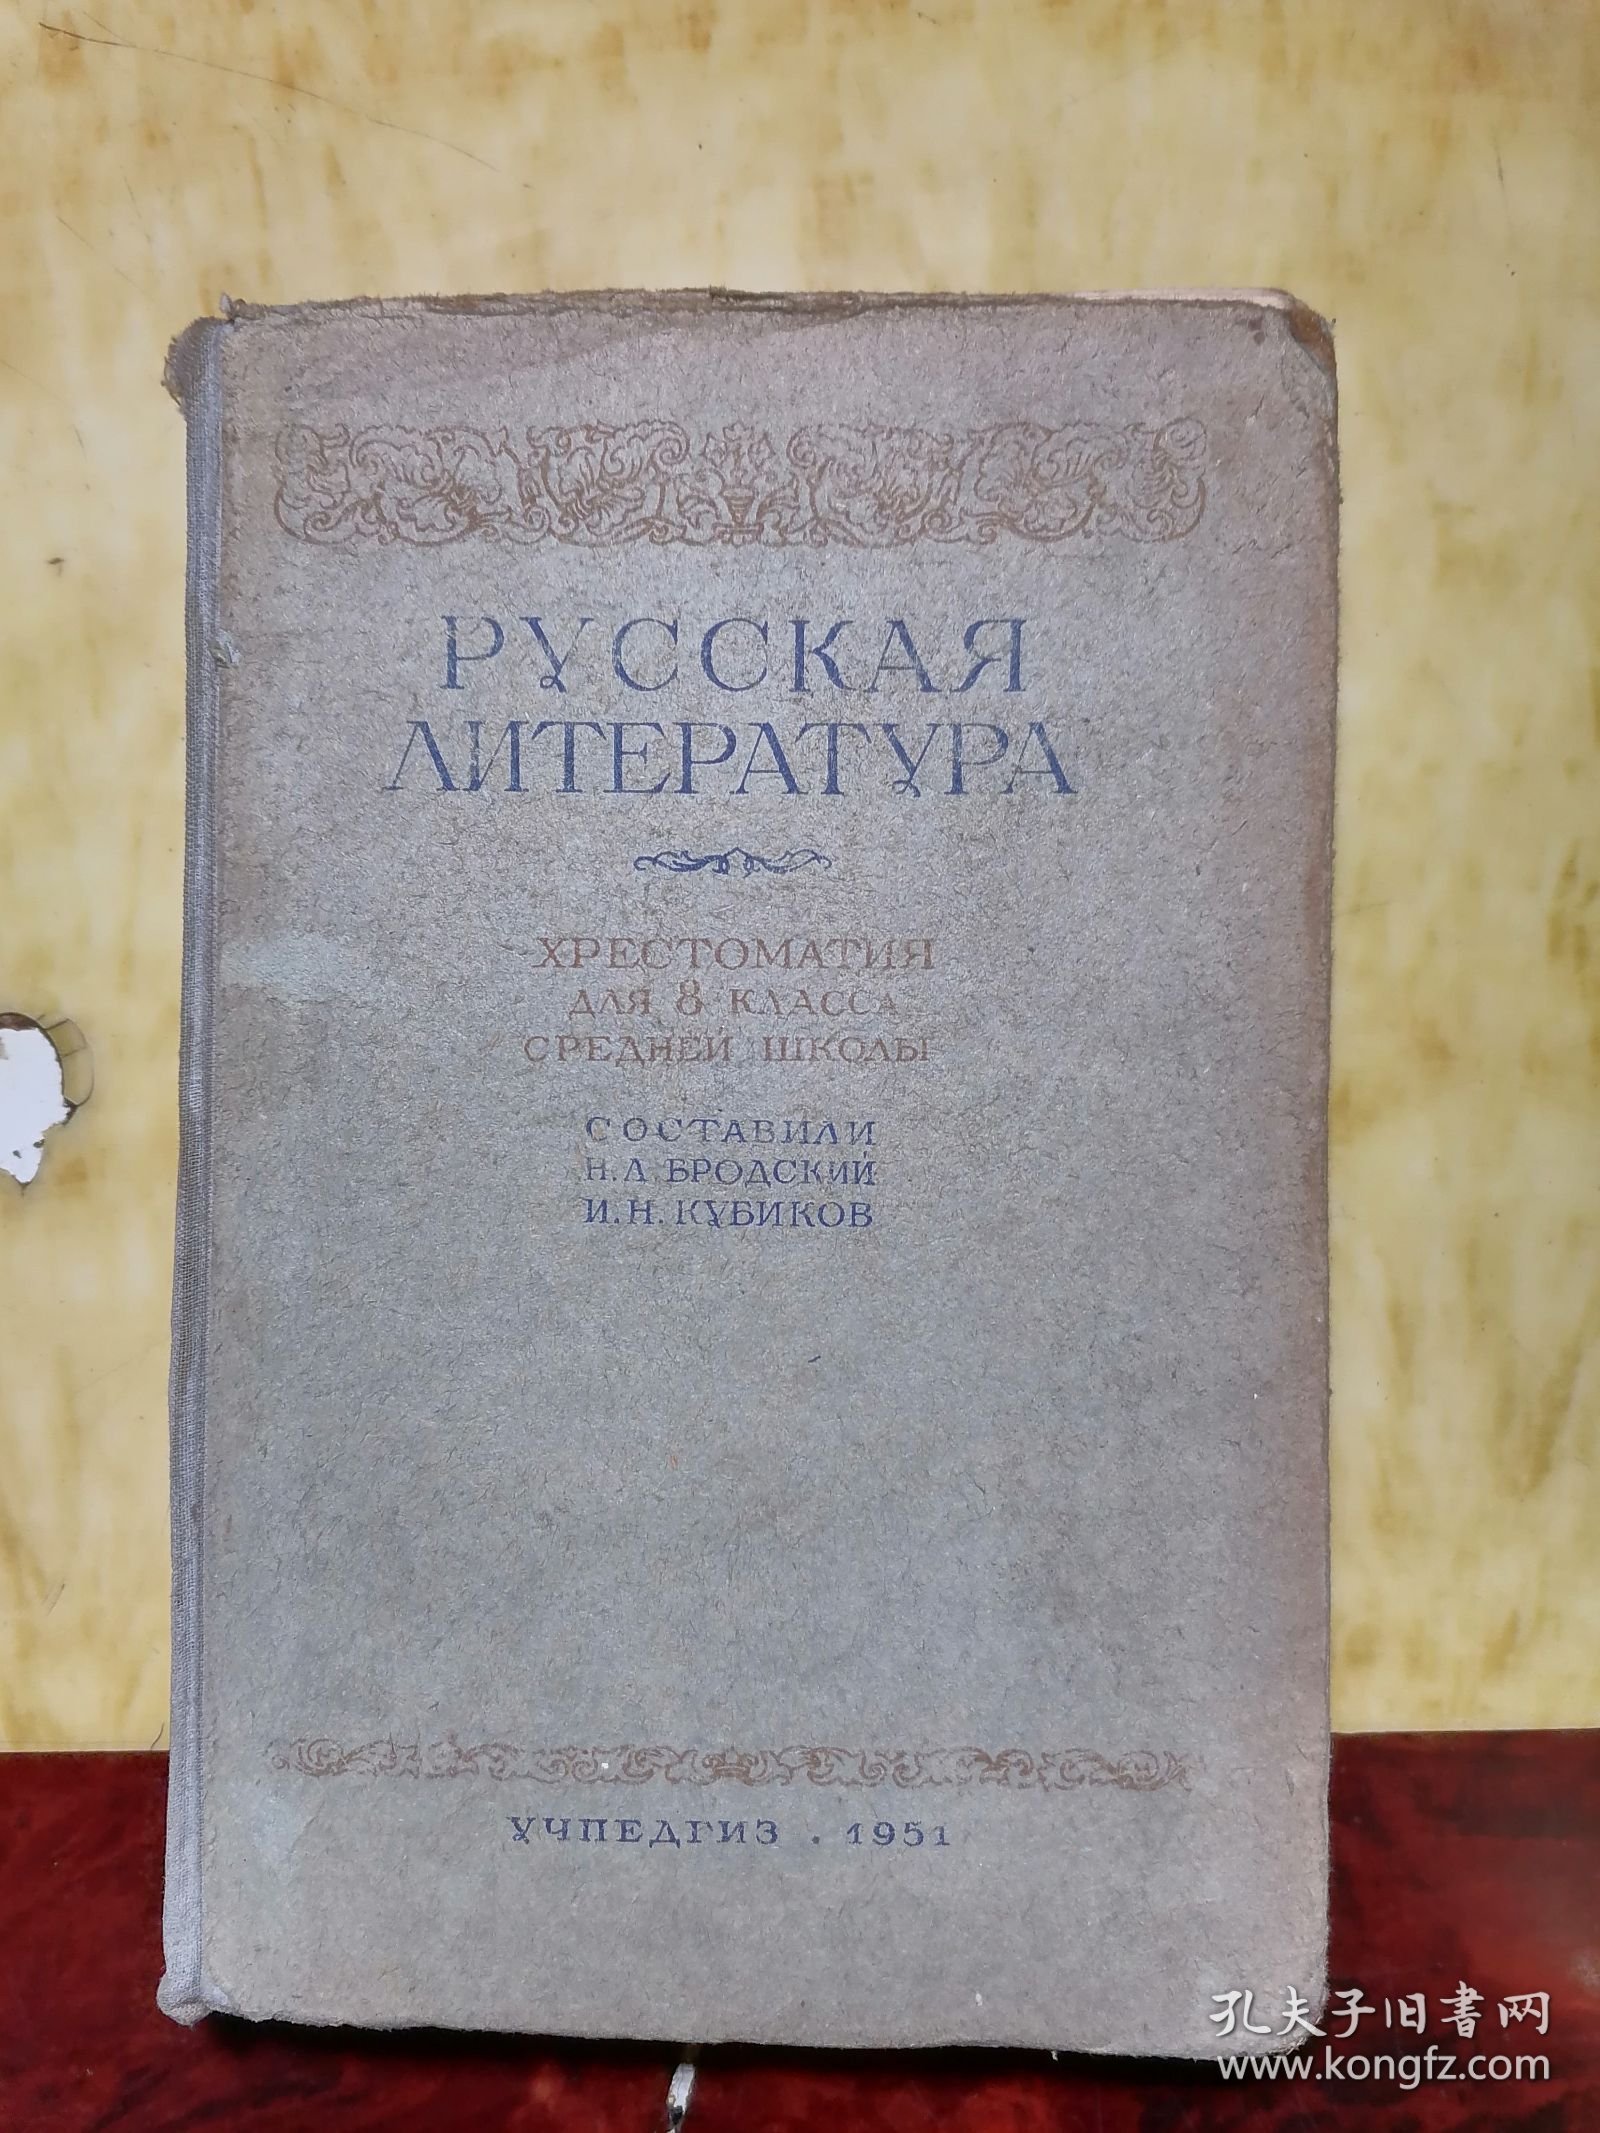 РУССКАЯ
ЛИТЕРАТУРА
ХРЕСТОМАТИЯ
ДЛЯ 8 КЛАССА
СРЕДНЕЙ ШКОЛЫ
СОСТАВИЛИ
Н.Л БРОДСКИЙ
И.Н.КУБИКОВ
УЧПЕДГИЗ . 1951
孔夫子旧书网
www.kongfz.com